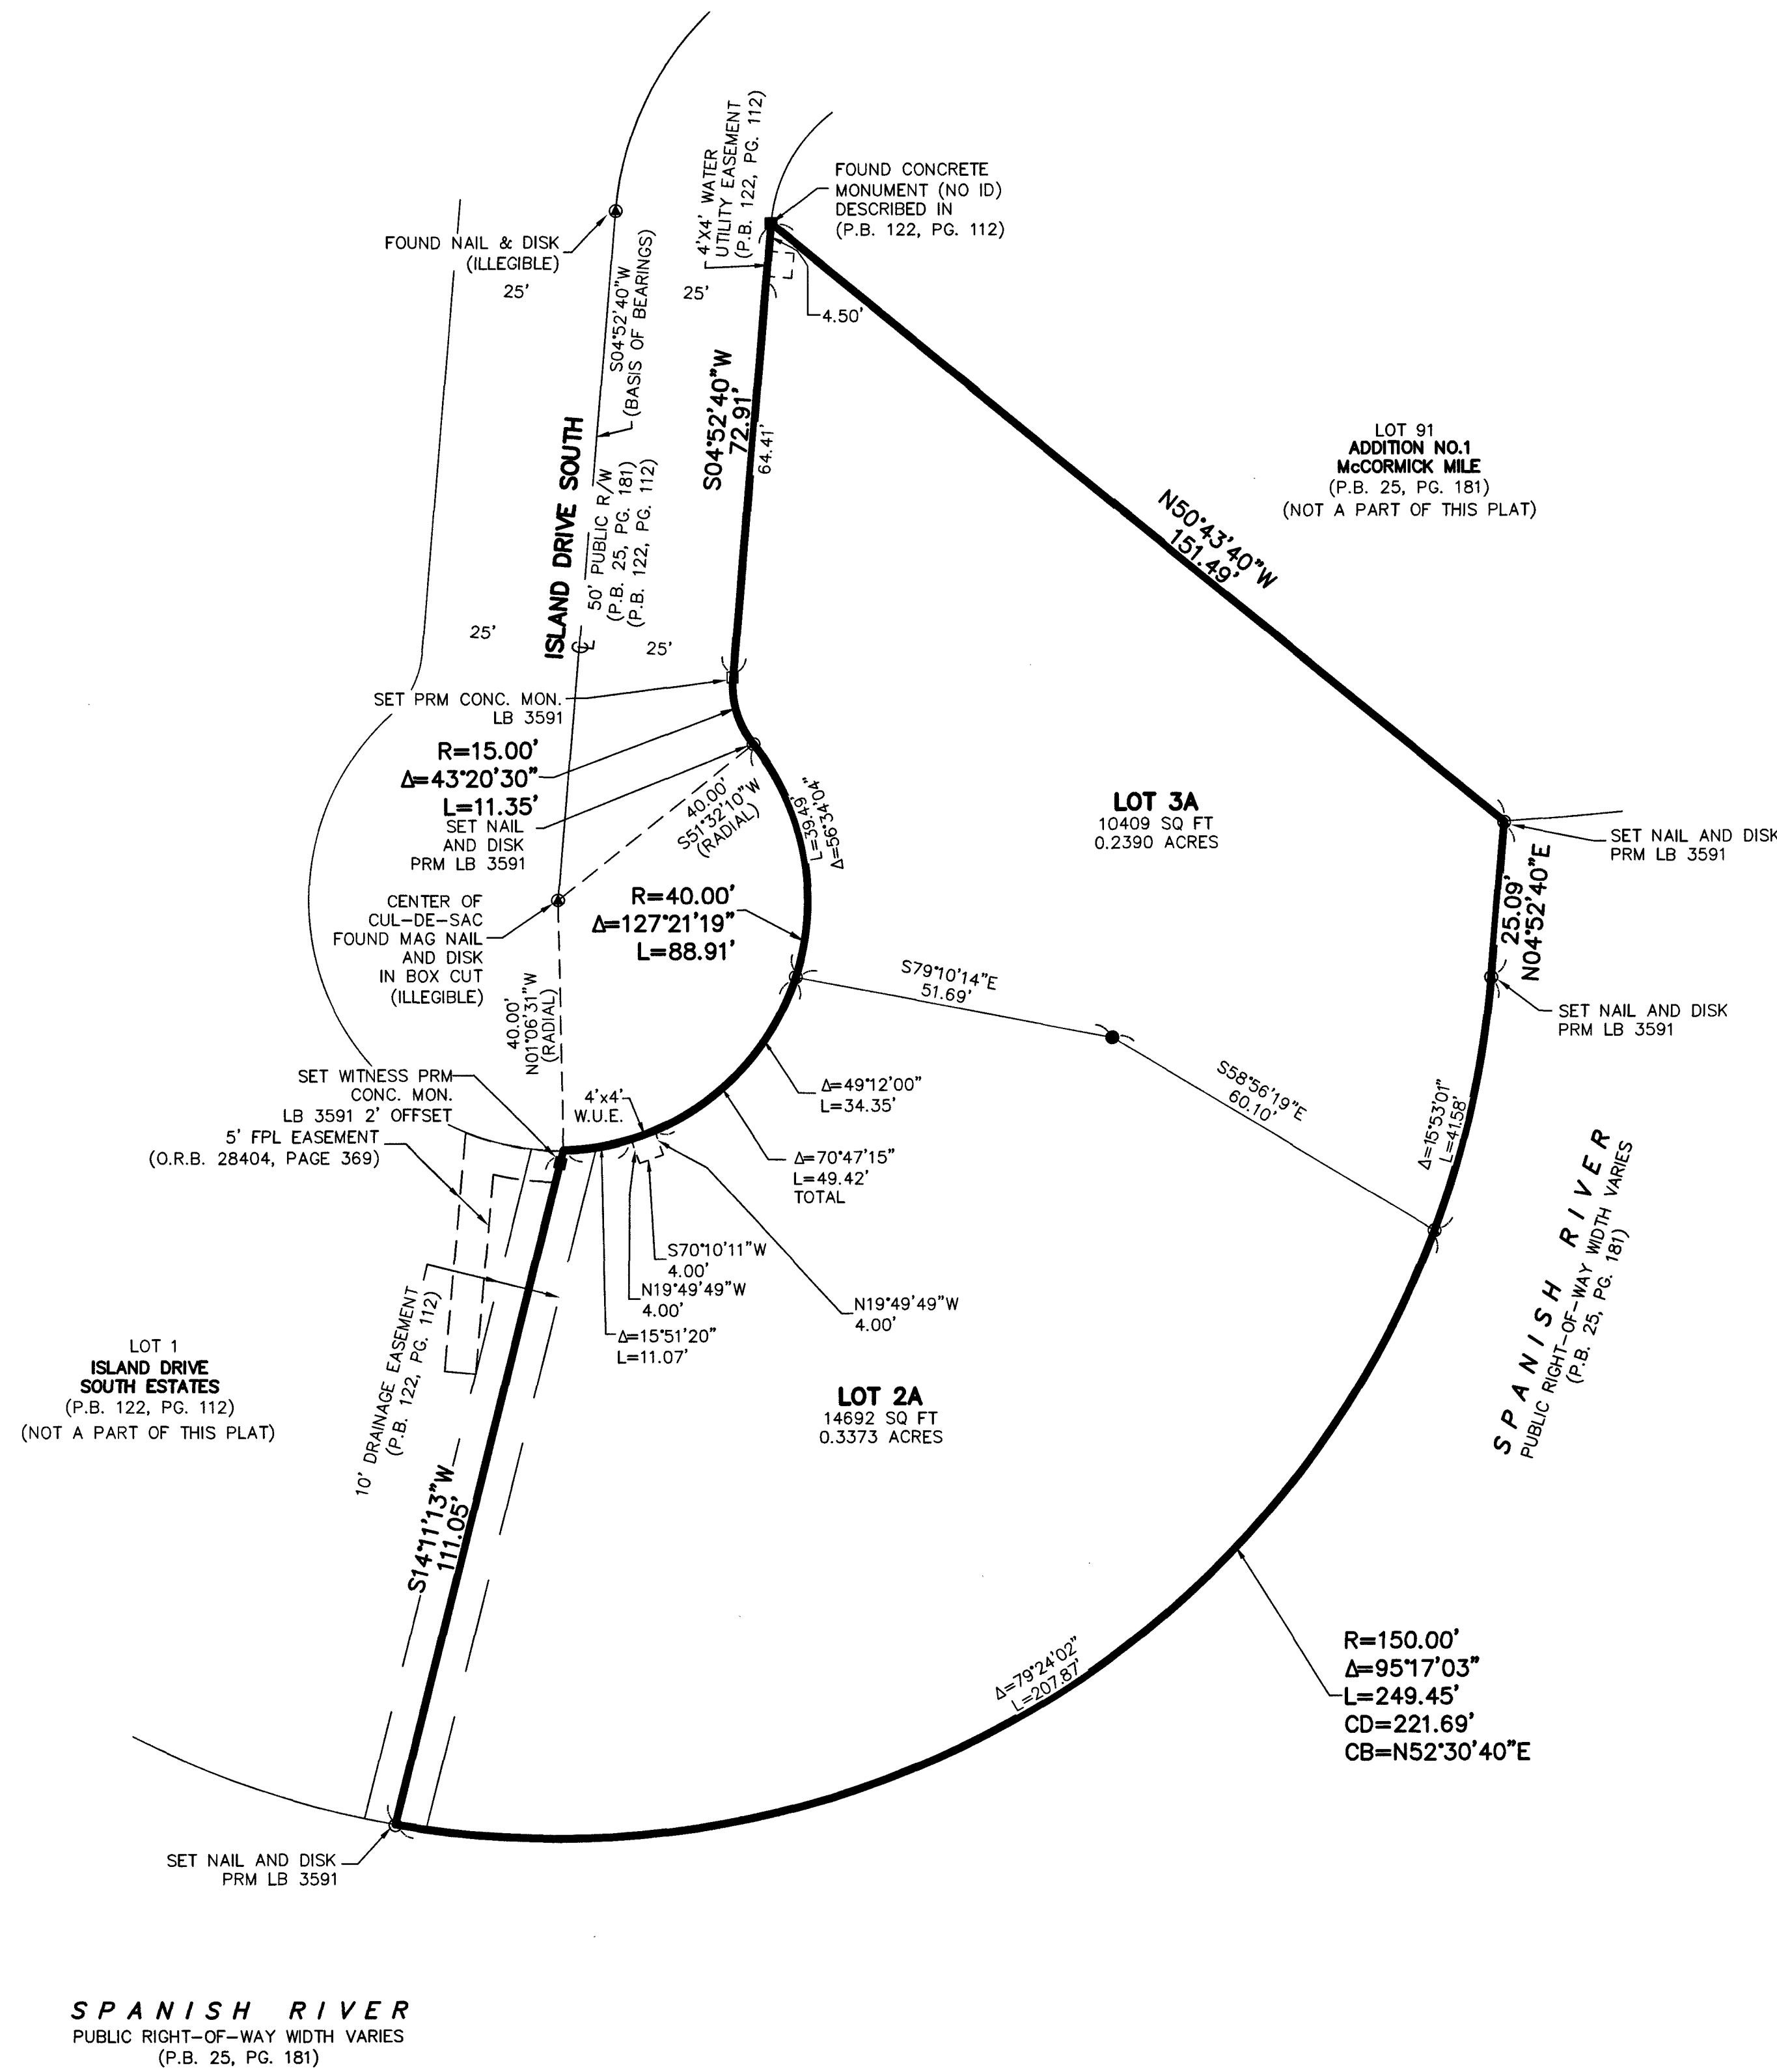 4'X4' WATER
UTILITY EASEMENT
(P.B. 122, PG. 112)
FOUND CONCRETE
MONUMENT (NO ID)
DESCRIBED IN
(P.B. 122, PG. 112)
FOUND NAIL & DISK
(ILLEGIBLE)
25'
25'
S04°52'40"W
(BASIS OF BEARINGS)
4.50'
S04°52'40"W
72.91'
64.41'
ISLAND DRIVE SOUTH
50' PUBLIC R/W
(P.B. 25, PG. 181)
(P.B. 122, PG. 112)
25'
25'
LOT 91
ADDITION NO.1
McCORMICK MILE
(P.B. 25, PG. 181)
(NOT A PART OF THIS PLAT)
N50°43'40"W
151.49'
SET PRM CONC. MON.
LB 3591
R=15.00'
Δ=43°20'30"
L=11.35'
SET NAIL
AND DISK
PRM LB 3591
40.00'
S51°32'10"W
(RADIAL)
L=39.49'
Δ=56°34'04"
LOT 3A
10409 SQ FT
0.2390 ACRES
SET NAIL AND DISK
PRM LB 3591
25.09'
N04°52'40"E
CENTER OF
CUL-DE-SAC
FOUND MAG NAIL
AND DISK
IN BOX CUT
(ILLEGIBLE)
R=40.00'
Δ=127°21'19"
L=88.91'
S79°10'14"E
51.69'
SET NAIL AND DISK
PRM LB 3591
40.00'
N01°06'31"W
(RADIAL)
SET WITNESS PRM
CONC. MON.
LB 3591 2' OFFSET
5' FPL EASEMENT
(O.R.B. 28404, PAGE 369)
4'x4'
W.U.E.
Δ=49°12'00"
L=34.35'
S58°56'19"E
60.10'
Δ=15°53'01"
L=41.58'
Δ=70°47'15"
L=49.42'
TOTAL
S70°10'11"W
4.00'
N19°49'49"W
4.00'
N19°49'49"W
4.00'
Δ=15°51'20"
L=11.07'
SPANISH RIVER
PUBLIC RIGHT-OF-WAY WIDTH VARIES
(P.B. 25, PG. 181)
10' DRAINAGE EASEMENT
(P.B. 122, PG. 112)
LOT 1
ISLAND DRIVE
SOUTH ESTATES
(P.B. 122, PG. 112)
(NOT A PART OF THIS PLAT)
LOT 2A
14692 SQ FT
0.3373 ACRES
S14°11'13"W
111.05'
Δ=79°24'02"
L=207.87'
R=150.00'
Δ=95°17'03"
L=249.45'
CD=221.69'
CB=N52°30'40"E
SET NAIL AND DISK
PRM LB 3591
SPANISH RIVER
PUBLIC RIGHT-OF-WAY WIDTH VARIES
(P.B. 25, PG. 181)